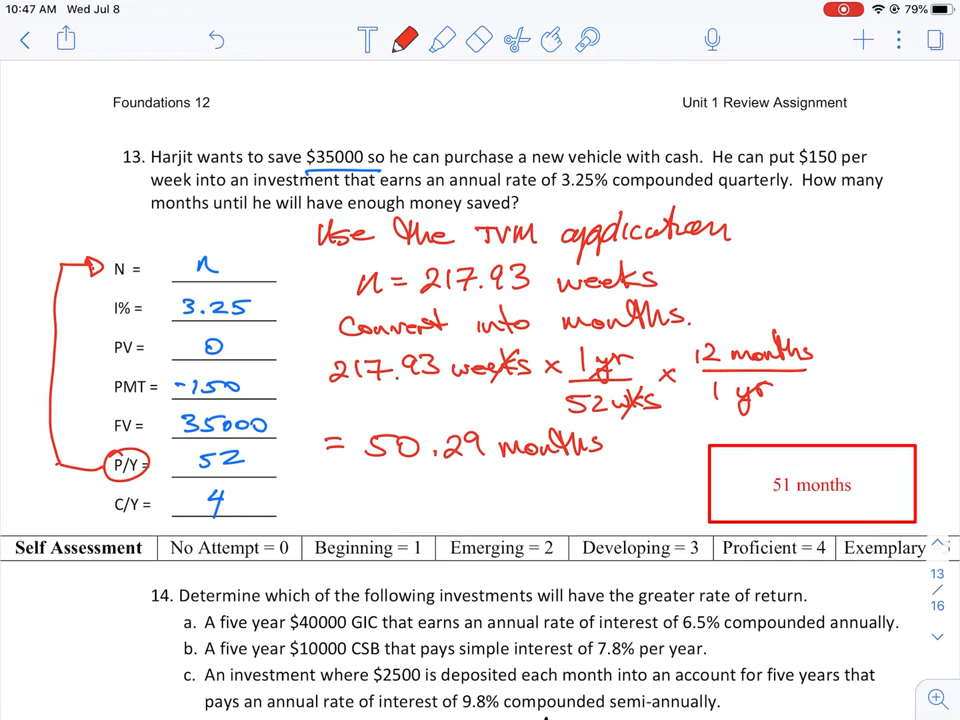 10:47 AM Wed Jul 8
79%
Foundations 12
Unit 1 Review Assignment
13. Harjit wants to save $35000 so he can purchase a new vehicle with cash. He can put $150 per
week into an investment that earns an annual rate of 3.25% compounded quarterly. How many
months until he will have enough money saved?
Use the TVM application
N = n
n = 217.93 weeks
I% = 3.25
Convert into months.
PV = 0
217.93 weeks × 1 yr / 52 wks × 12 months / 1 yr
PMT = -150
FV = 35000
= 50.29 months
P/Y = 52
51 months
C/Y = 4
Self Assessment No Attempt = 0 Beginning = 1 Emerging = 2 Developing = 3 Proficient = 4 Exemplary
13
/
16
14. Determine which of the following investments will have the greater rate of return.
a. A five year $40000 GIC that earns an annual rate of interest of 6.5% compounded annually.
b. A five year $10000 CSB that pays simple interest of 7.8% per year.
c. An investment where $2500 is deposited each month into an account for five years that
pays an annual rate of interest of 9.8% compounded semi-annually.